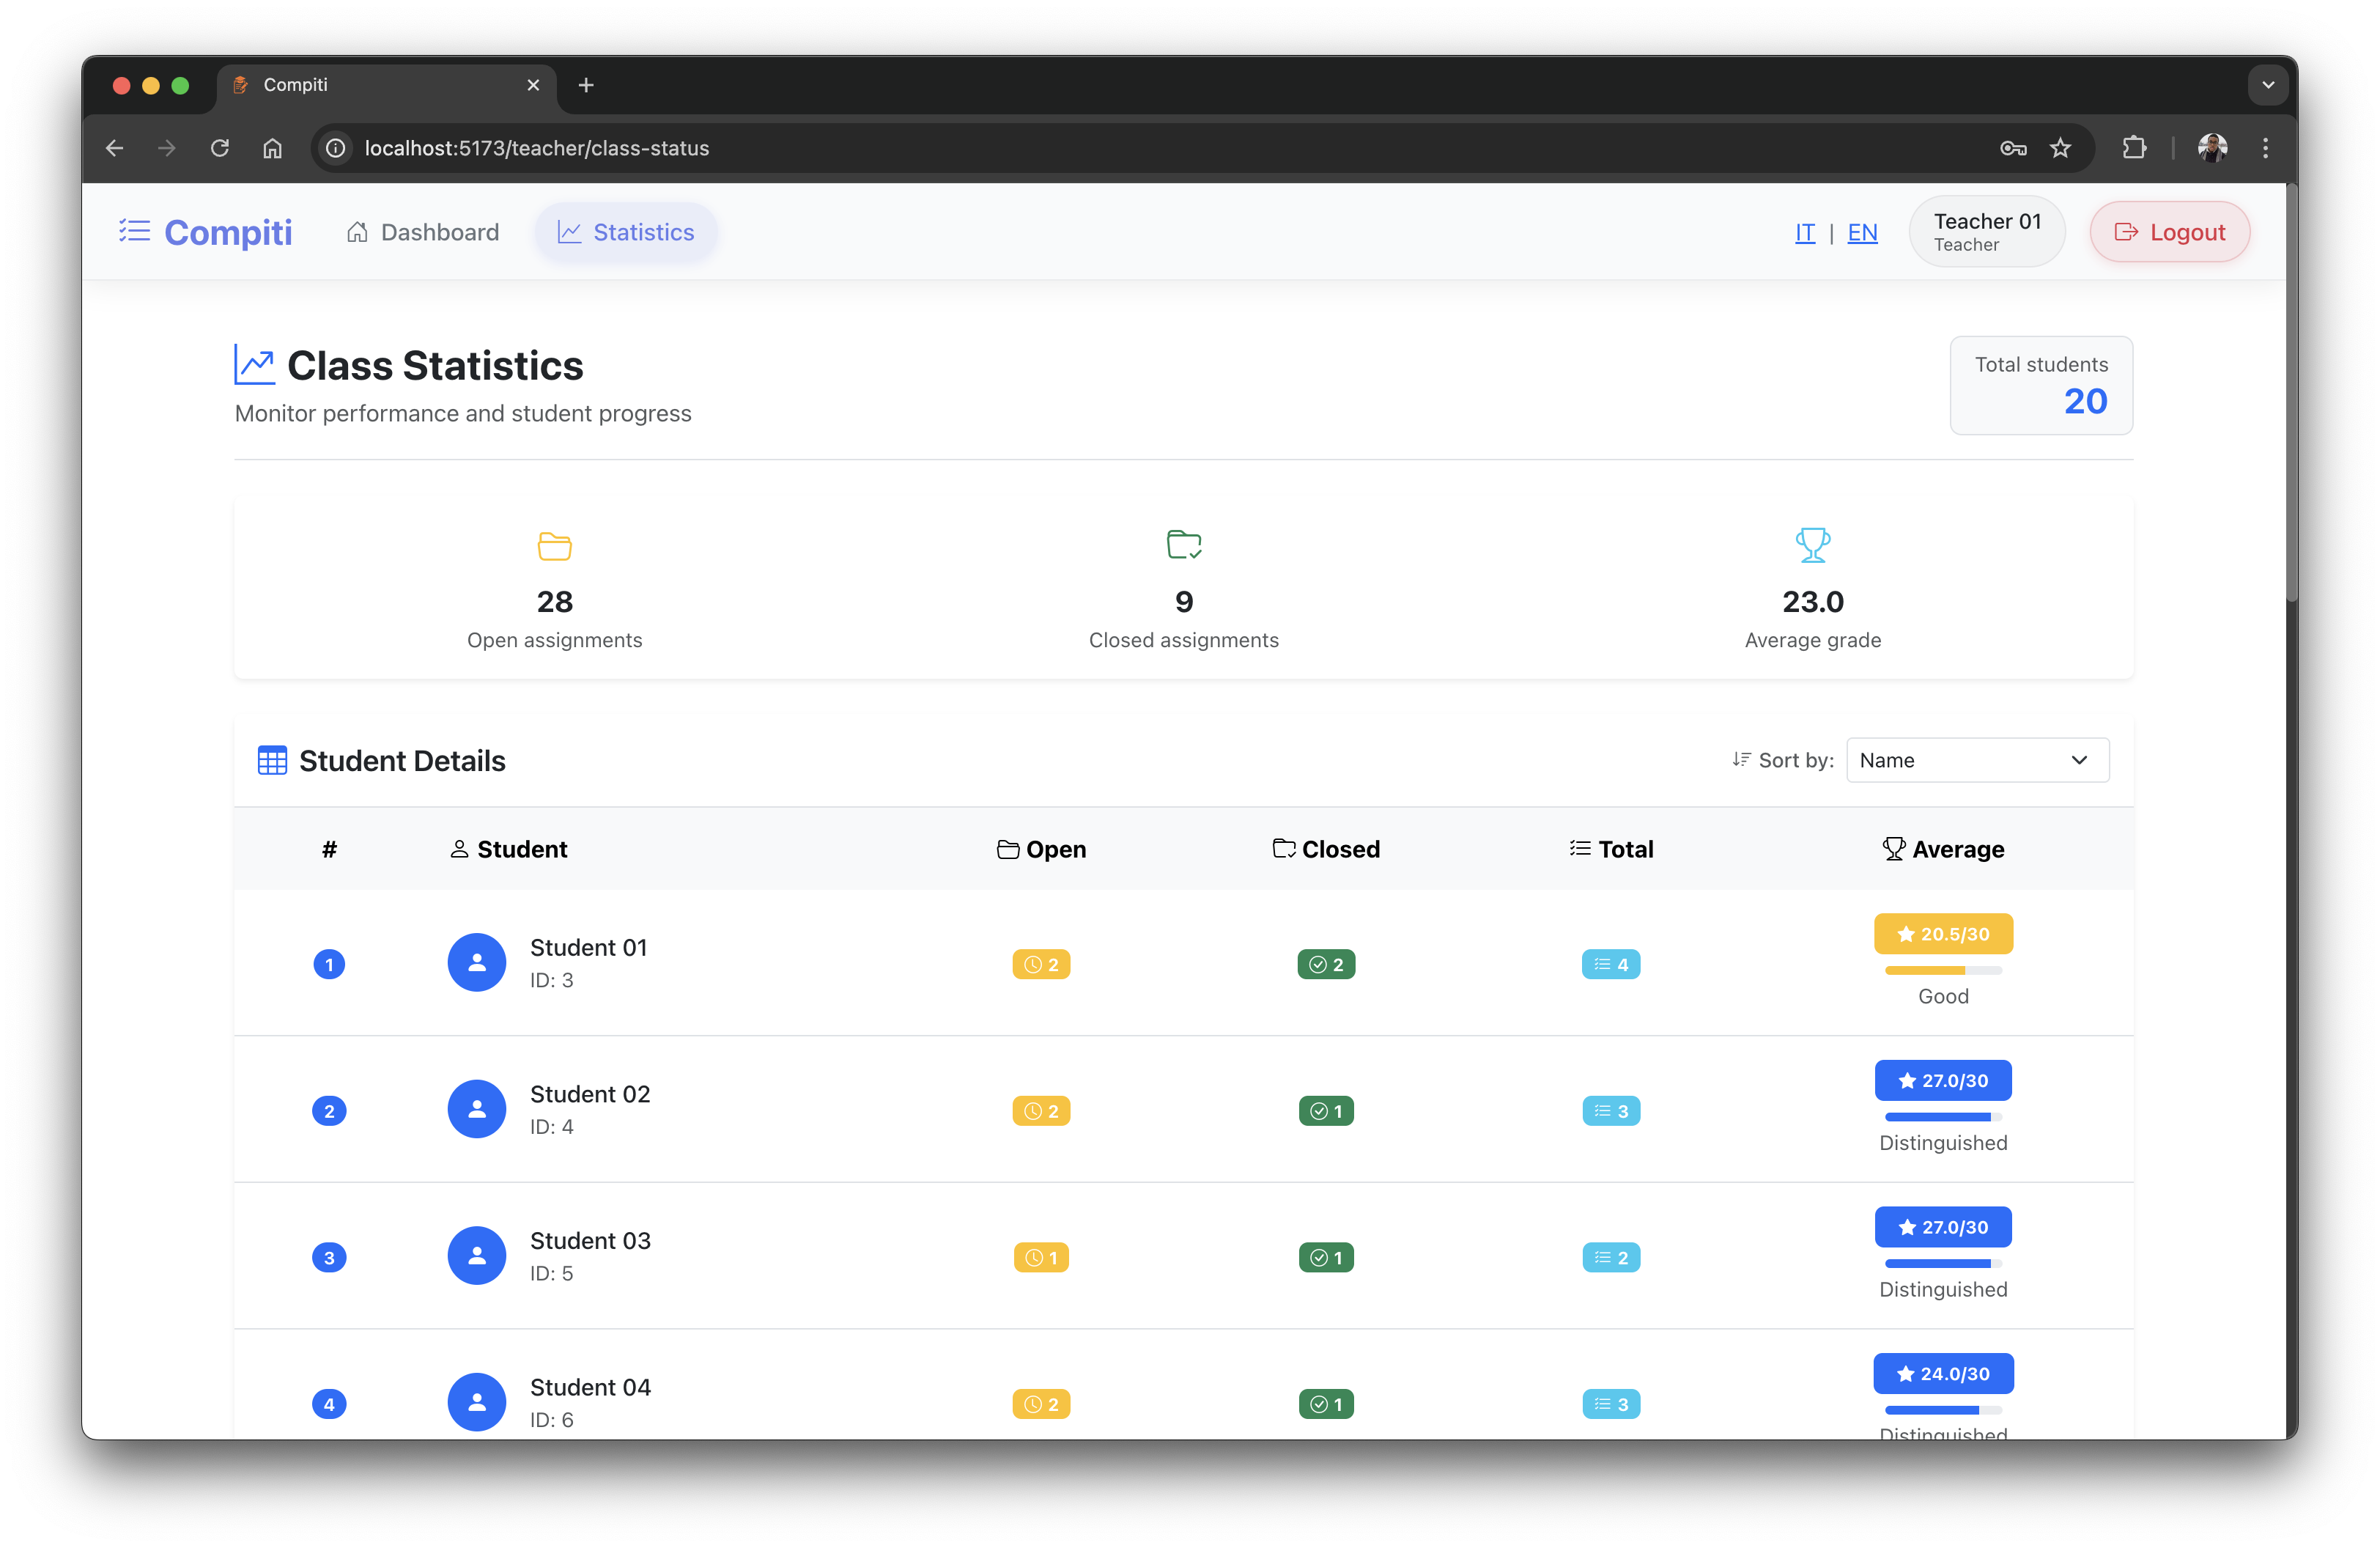 Compiti
localhost:5173/teacher/class-status
Compiti
Dashboard
Statistics
IT | EN
Teacher 01
Teacher
Logout
Class Statistics
Monitor performance and student progress
Total students
20
28
Open assignments
9
Closed assignments
23.0
Average grade
Student Details
Sort by: Name
# Student Open Closed Total Average
1
Student 01
ID: 3
2
2
4
20.5/30
Good
2
Student 02
ID: 4
2
1
3
27.0/30
Distinguished
3
Student 03
ID: 5
1
1
2
27.0/30
Distinguished
4
Student 04
ID: 6
2
1
3
24.0/30
Distinguished